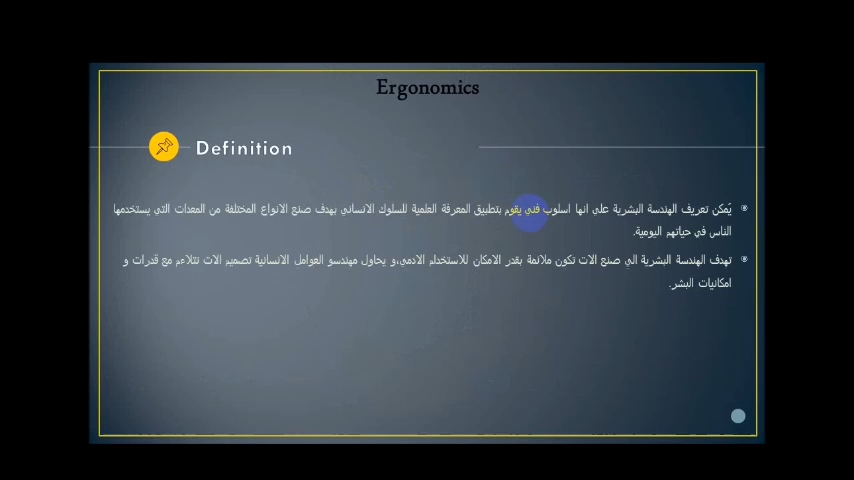 Ergonomics
Definition
يُمكن تعريف الهندسة البشرية علي انها اسلوب فني يقوم بتطبيق المعرفة العلمية للسلوك الانساني بهدف صنع الانواع المختلفة من المعدات التي يستخدمها
الناس في حياتهم اليومية.
تهدف الهندسة البشرية الي صنع الات تكون ملائمة بقدر الامكان للاستخدام الادمي،و يحاول مهندسو العوامل الانسانية تصميم الات تتلاءم مع قدرات و
امكانيات البشر.